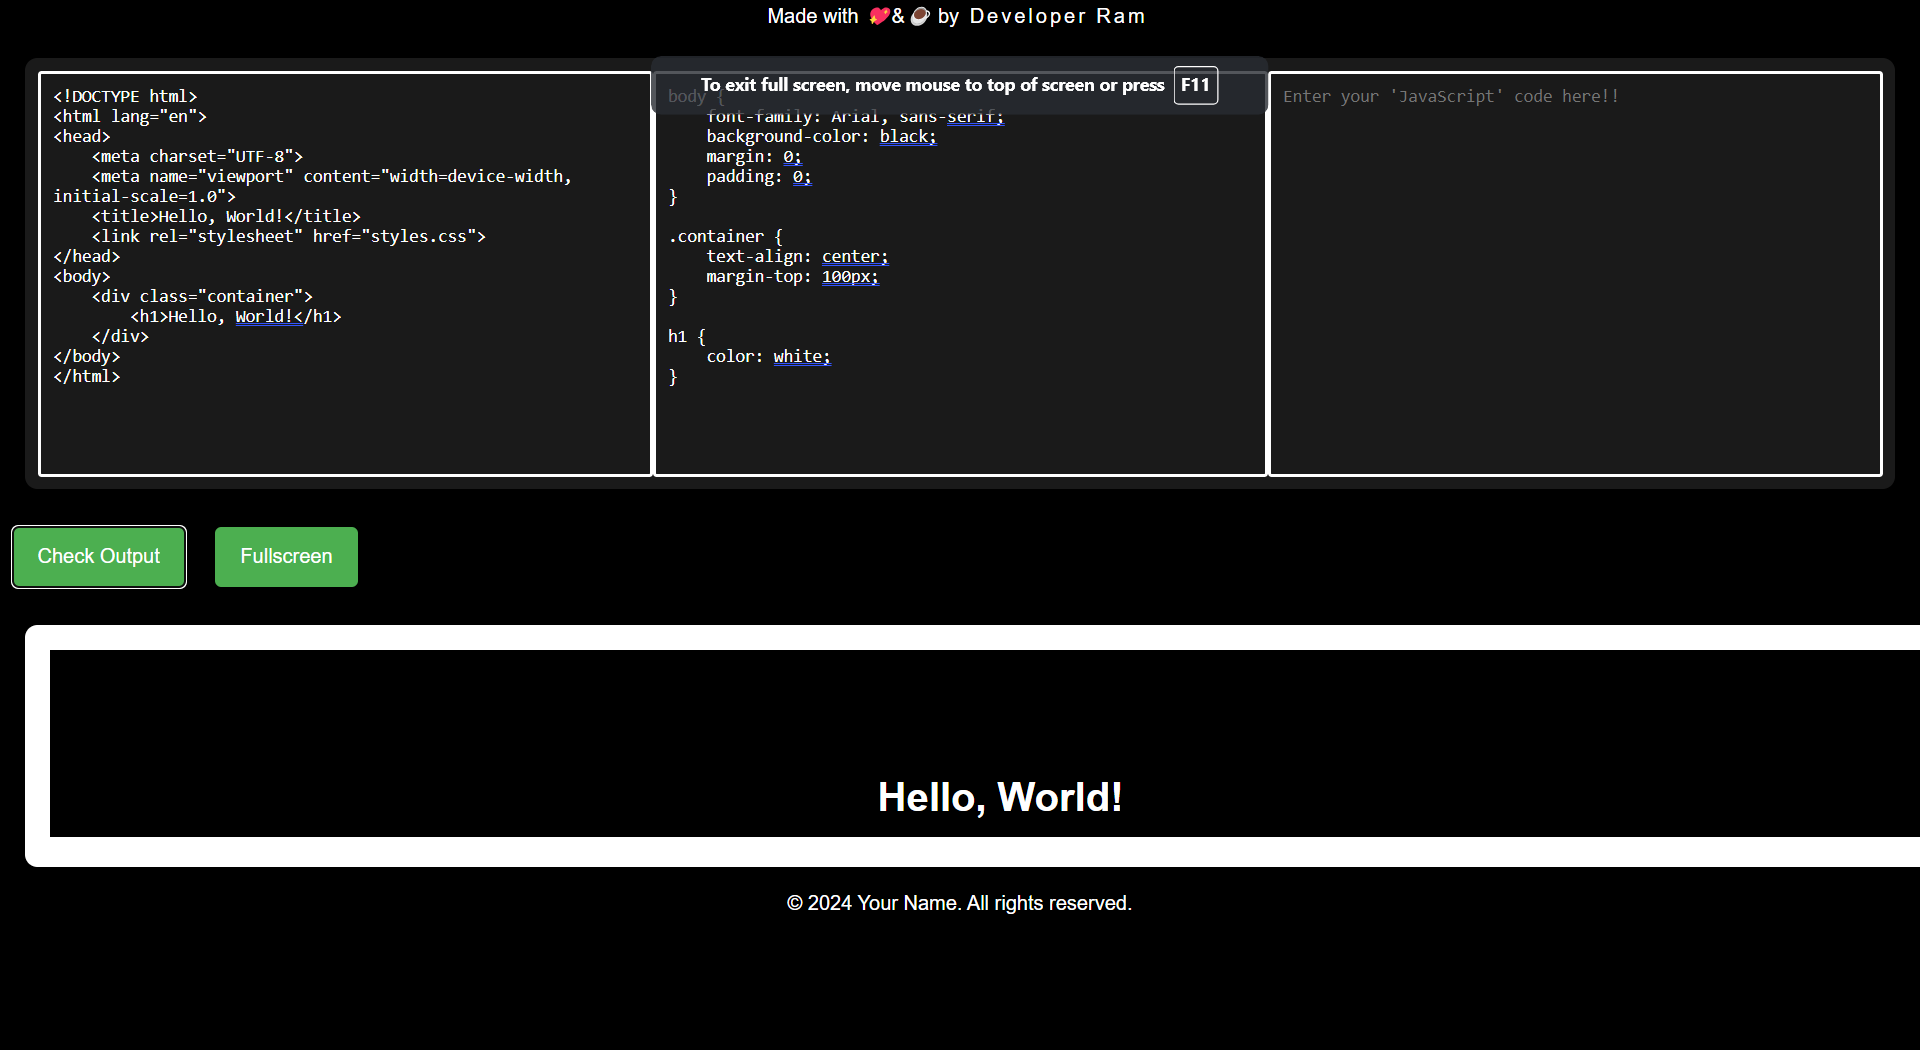 Made with 💖&☕ by Developer Ram
To exit full screen, move mouse to top of screen or press F11
<!DOCTYPE html>
<html lang="en">
<head>
    <meta charset="UTF-8">
    <meta name="viewport" content="width=device-width,
initial-scale=1.0">
    <title>Hello, World!</title>
    <link rel="stylesheet" href="styles.css">
</head>
<body>
    <div class="container">
        <h1>Hello, World!</h1>
    </div>
</body>
</html>
body {
    font-family: Arial, sans-serif;
    background-color: black;
    margin: 0;
    padding: 0;
}
.container {
    text-align: center;
    margin-top: 100px;
}
h1 {
    color: white;
}
Enter your 'JavaScript' code here!!
Check Output
Fullscreen
Hello, World!
© 2024 Your Name. All rights reserved.